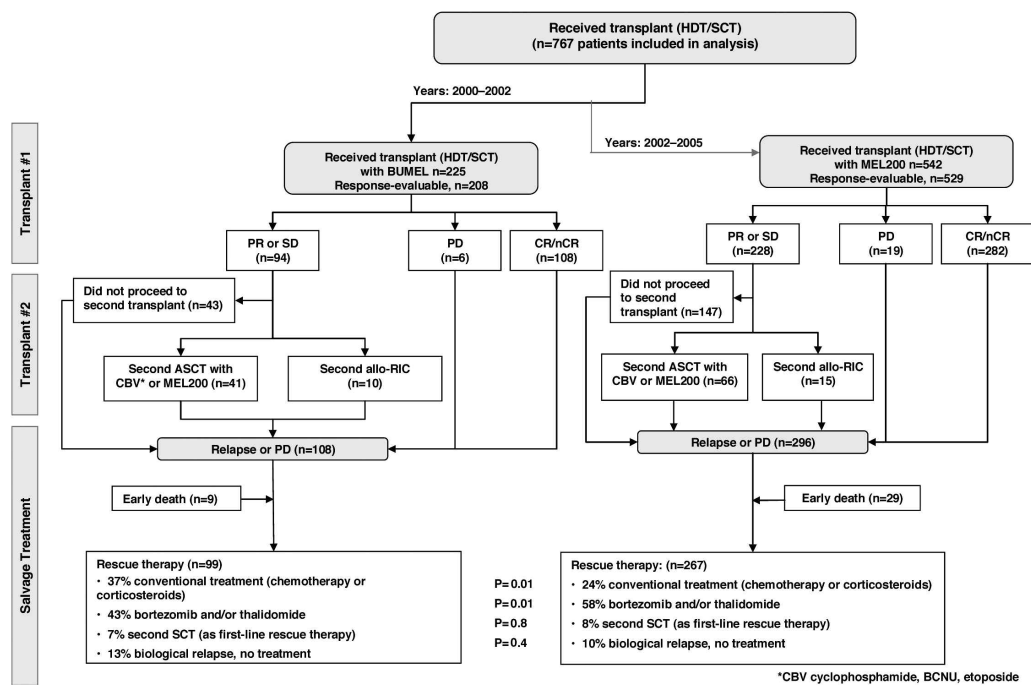 Received transplant (HDT/SCT)
(n=767 patients included in analysis)
Years: 2000–2002
Years: 2002–2005
Transplant #1
Received transplant (HDT/SCT)
with BUMEL n=225
Response-evaluable, n=208
Received transplant (HDT/SCT)
with MEL200 n=542
Response-evaluable, n=529
PR or SD
(n=94)
PD
(n=6)
CR/nCR
(n=108)
PR or SD
(n=228)
PD
(n=19)
CR/nCR
(n=282)
Transplant #2
Did not proceed to
second transplant (n=43)
Did not proceed
to second
transplant (n=147)
Second ASCT with
CBV* or MEL200 (n=41)
Second allo-RIC
(n=10)
Second ASCT with
CBV or MEL200 (n=66)
Second allo-RIC
(n=15)
Salvage Treatment
Relapse or PD (n=108)
Relapse or PD (n=296)
Early death (n=9)
Early death (n=29)
Rescue therapy (n=99)
· 37% conventional treatment (chemotherapy or
corticosteroids)
· 43% bortezomib and/or thalidomide
· 7% second SCT (as first-line rescue therapy)
· 13% biological relapse, no treatment
P=0.01
P=0.01
P=0.8
P=0.4
Rescue therapy: (n=267)
· 24% conventional treatment (chemotherapy or corticosteroids)
· 58% bortezomib and/or thalidomide
· 8% second SCT (as first-line rescue therapy)
· 10% biological relapse, no treatment
*CBV cyclophosphamide, BCNU, etoposide